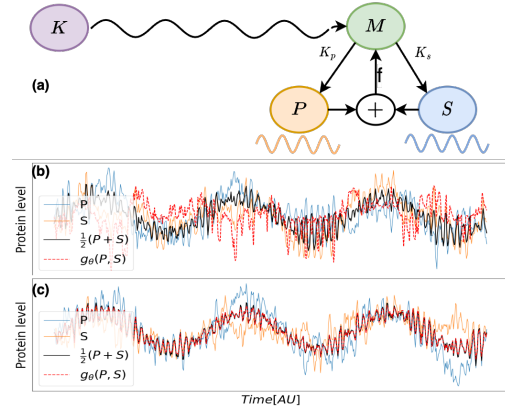 K
M
K_p
K_s
f
(a)
P
+
S
(b)
Protein level
P
S
1/2(P + S)
g_θ(P, S)
(c)
Protein level
P
S
1/2(P + S)
g_θ(P, S)
Time[AU]